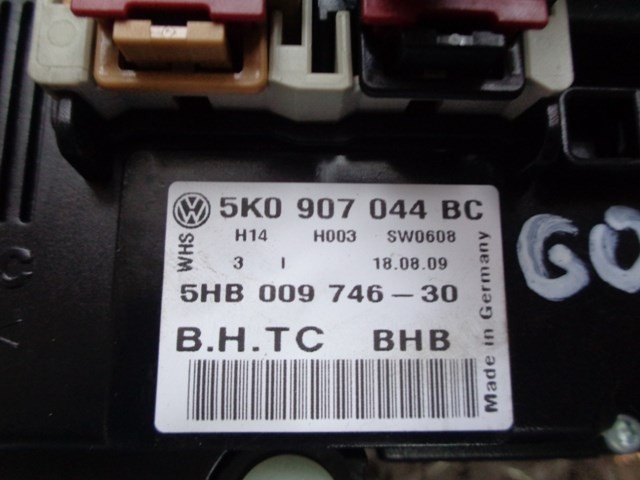 5K0 907 044 BC
WHS
H14 H003 SW0608
3 I 18.08.09
5HB 009 746-30
B.H.TC BHB
Made in Germany
GO